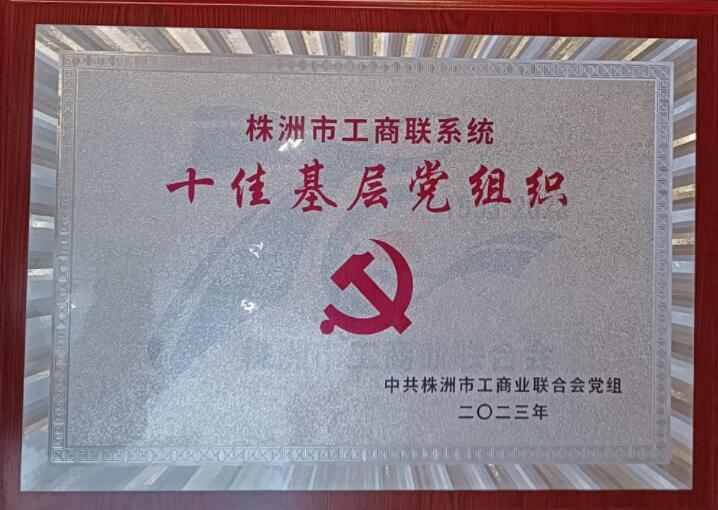 株洲市工商联系统
十佳基层党组织
中共株洲市工商业联合会党组
二〇二三年